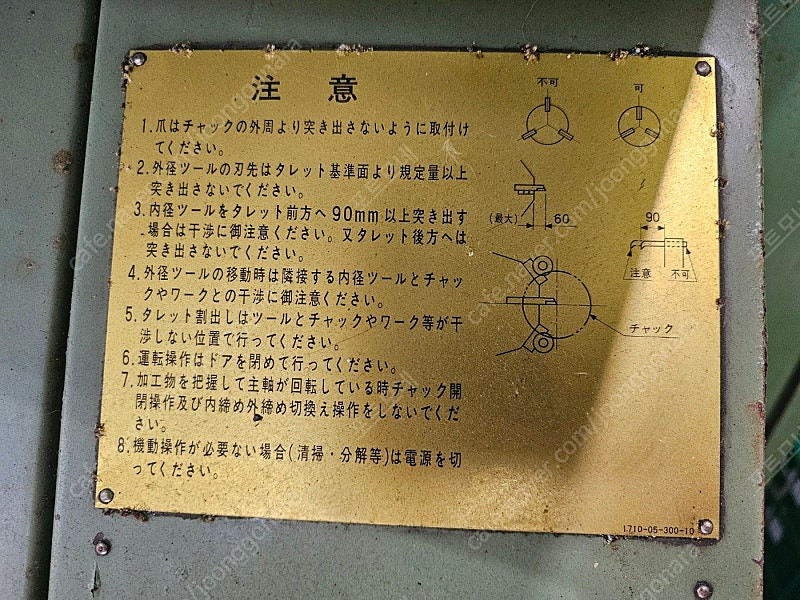 注 意
1.爪はチャックの外周より突き出さないように取付け
てください。
2.外径ツールの刃先はタレット基準面より規定量以上
突き出さないでください。
3.内径ツールをタレット前方へ90mm以上突き出す
場合は干渉に御注意ください。又タレット後方へは
突き出さないでください。
4.外径ツールの移動時は隣接する内径ツールとチャッ
クやワークとの干渉に御注意ください。
5.タレット割出しはツールとチャックやワーク等が干
渉しない位置で行ってください。
6.運転操作はドアを閉めて行ってください。
7.加工物を把握して主軸が回転している時チャック開
閉操作及び内締め外締め切換え操作をしないでくだ
さい。
8.機動操作が必要ない場合(清掃・分解等)は電源を切
ってください。
不可 可
(最大) 60
90
注意 不可
チャック
L710-05-300-10
cafe.naver.com/joonggonara